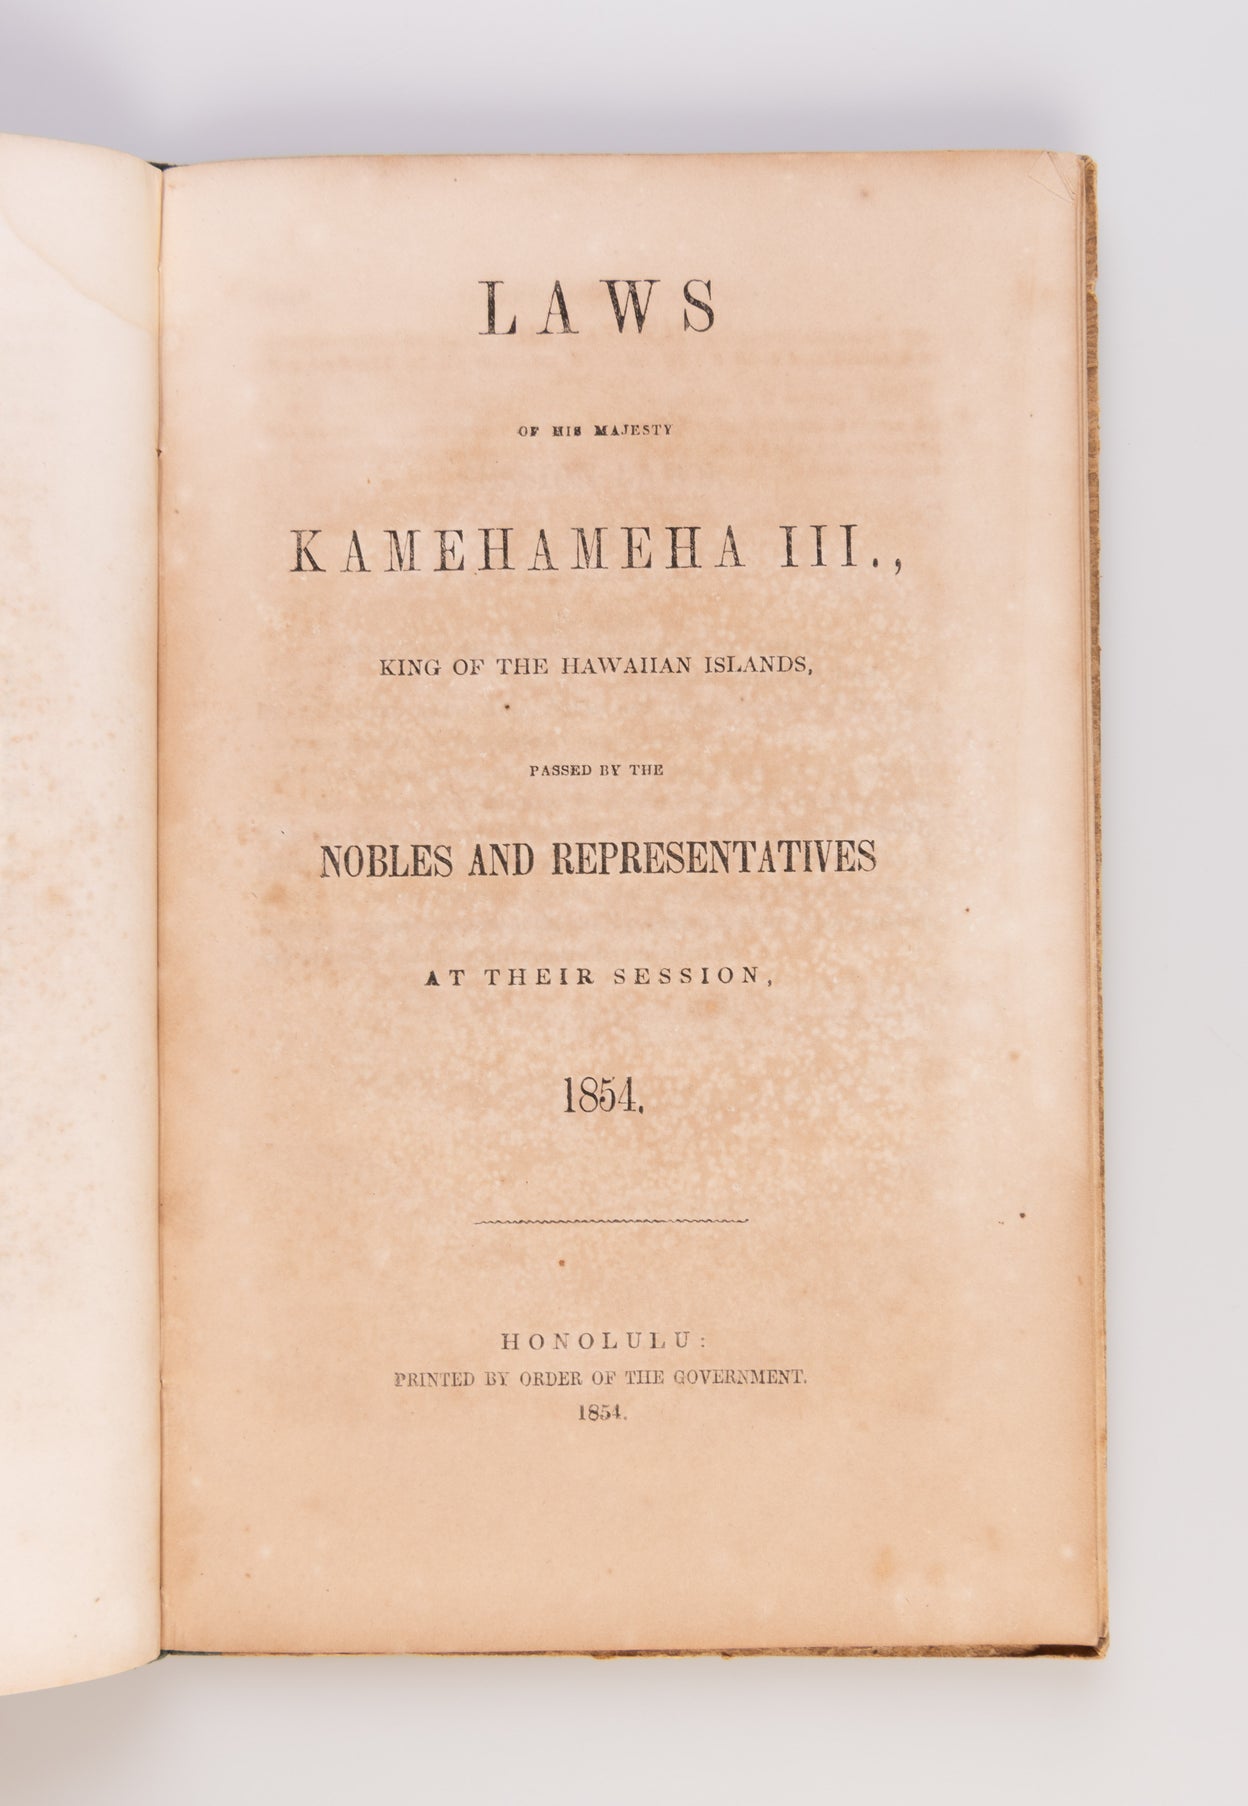 LAWS
OF HIS MAJESTY
KAMEHAMEHA III.,
KING OF THE HAWAIIAN ISLANDS,
PASSED BY THE
NOBLES AND REPRESENTATIVES
AT THEIR SESSION,
1854.
HONOLULU:
PRINTED BY ORDER OF THE GOVERNMENT.
1854.